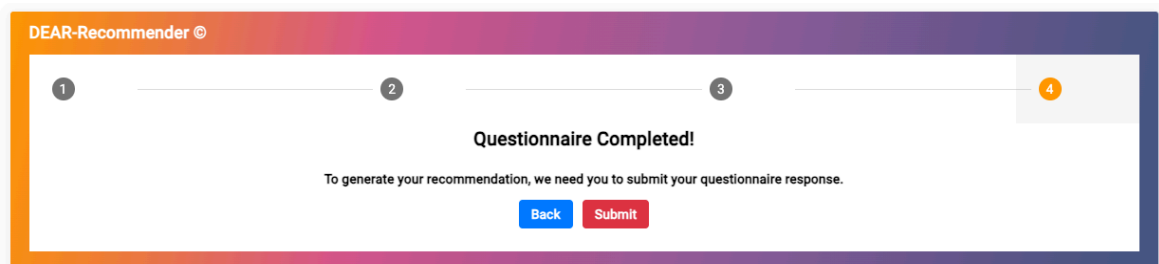 DEAR-Recommender ©
1 2 3 4
Questionnaire Completed!
To generate your recommendation, we need you to submit your questionnaire response.
Back Submit